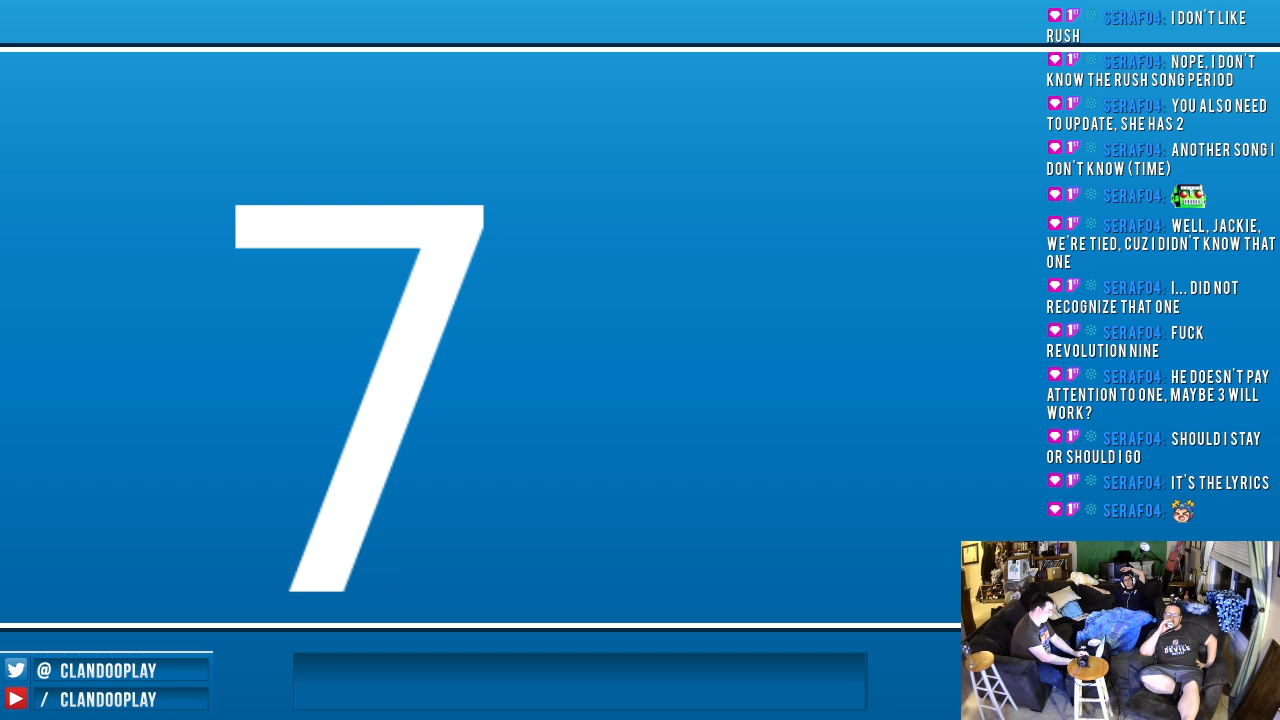 SERAF04: I DON'T LIKE
RUSH
SERAF04: NOPE, I DON'T
KNOW THE RUSH SONG PERIOD
SERAF04: YOU ALSO NEED
TO UPDATE, SHE HAS 2
SERAF04: ANOTHER SONG I
DON'T KNOW (TIME)
SERAF04:
SERAF04: WELL, JACKIE,
WE'RE TIED, CUZ I DIDN'T KNOW THAT
ONE
SERAF04: I... DID NOT
RECOGNIZE THAT ONE
SERAF04: FUCK
REVOLUTION NINE
SERAF04: HE DOESN'T PAY
ATTENTION TO ONE, MAYBE 3 WILL
WORK?
SERAF04: SHOULD I STAY
OR SHOULD I GO
SERAF04: IT'S THE LYRICS
SERAF04:
7
@ CLANDOOPLAY
/ CLANDOOPLAY
DEVILS